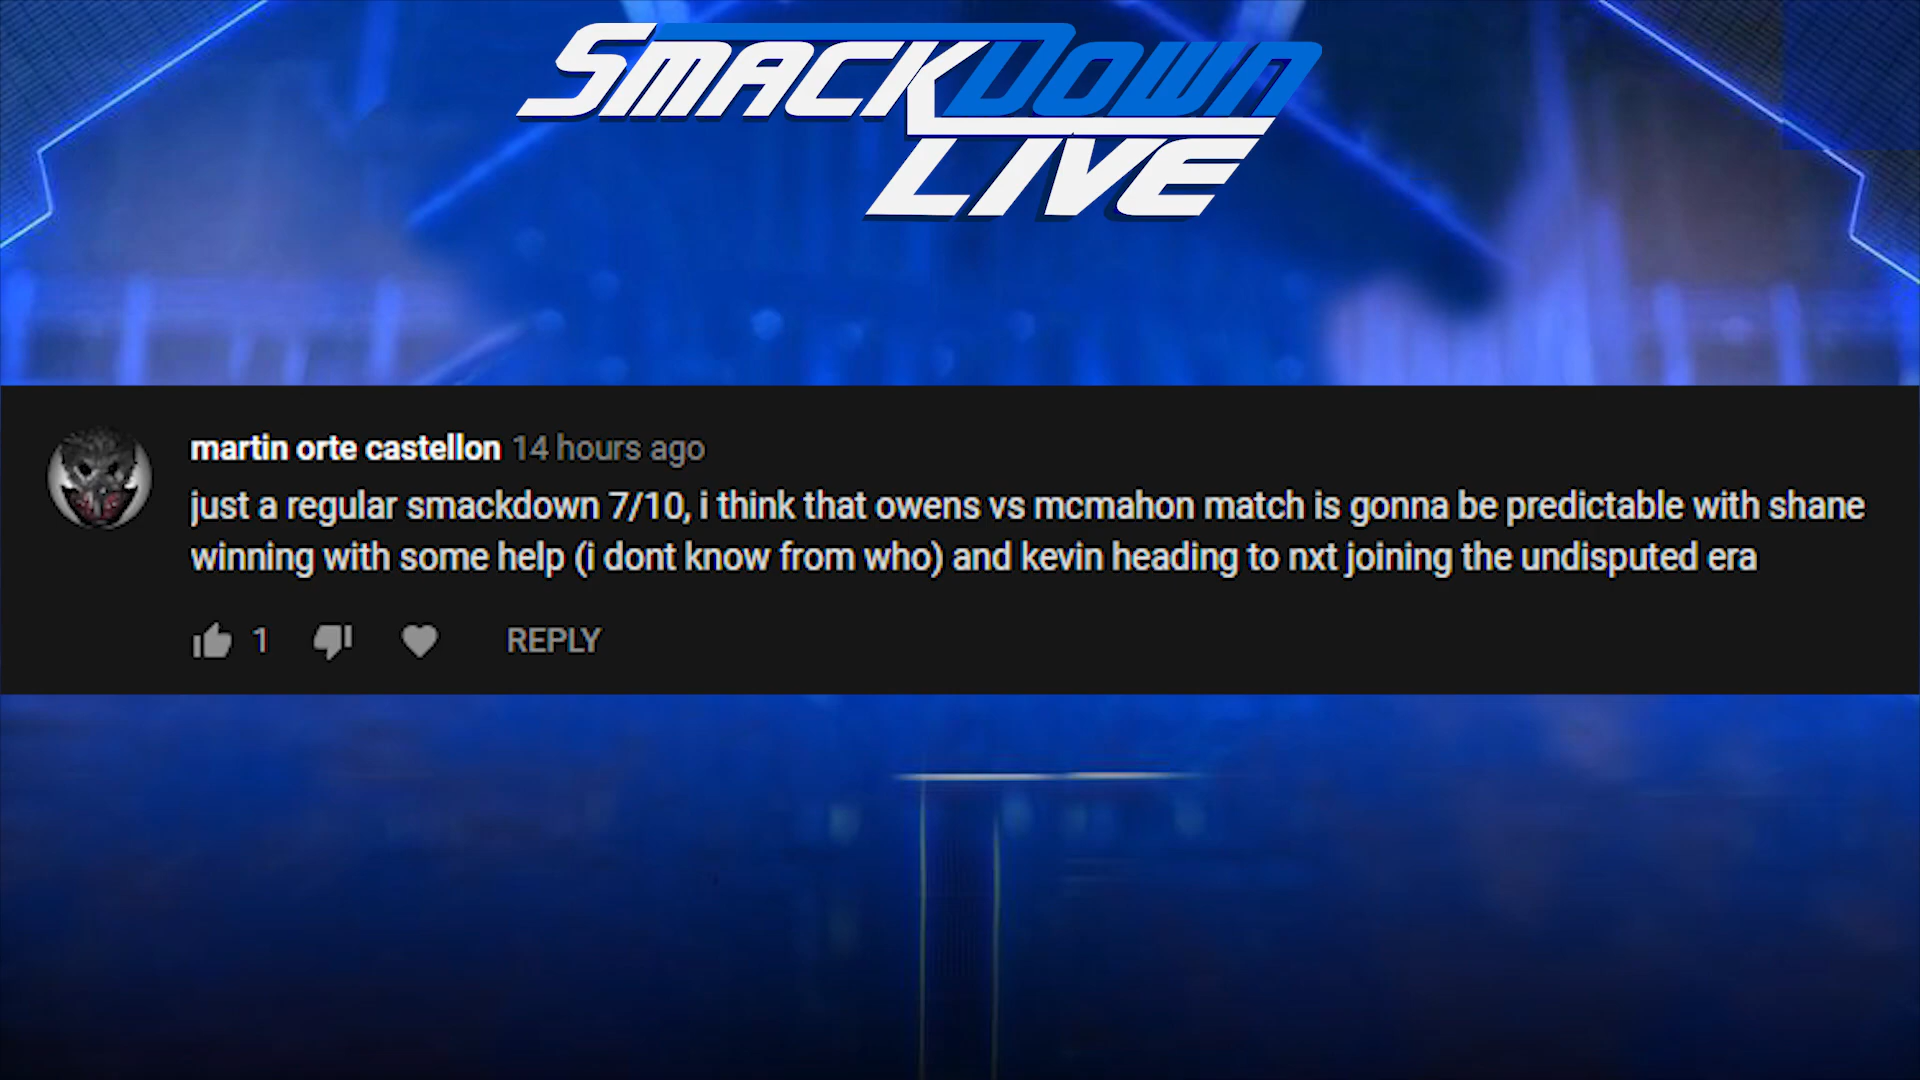 SMACKDOWN
LIVE
martin orte castellon 14 hours ago
just a regular smackdown 7/10, i think that owens vs mcmahon match is gonna be predictable with shane
winning with some help (i dont know from who) and kevin heading to nxt joining the undisputed era
1 REPLY